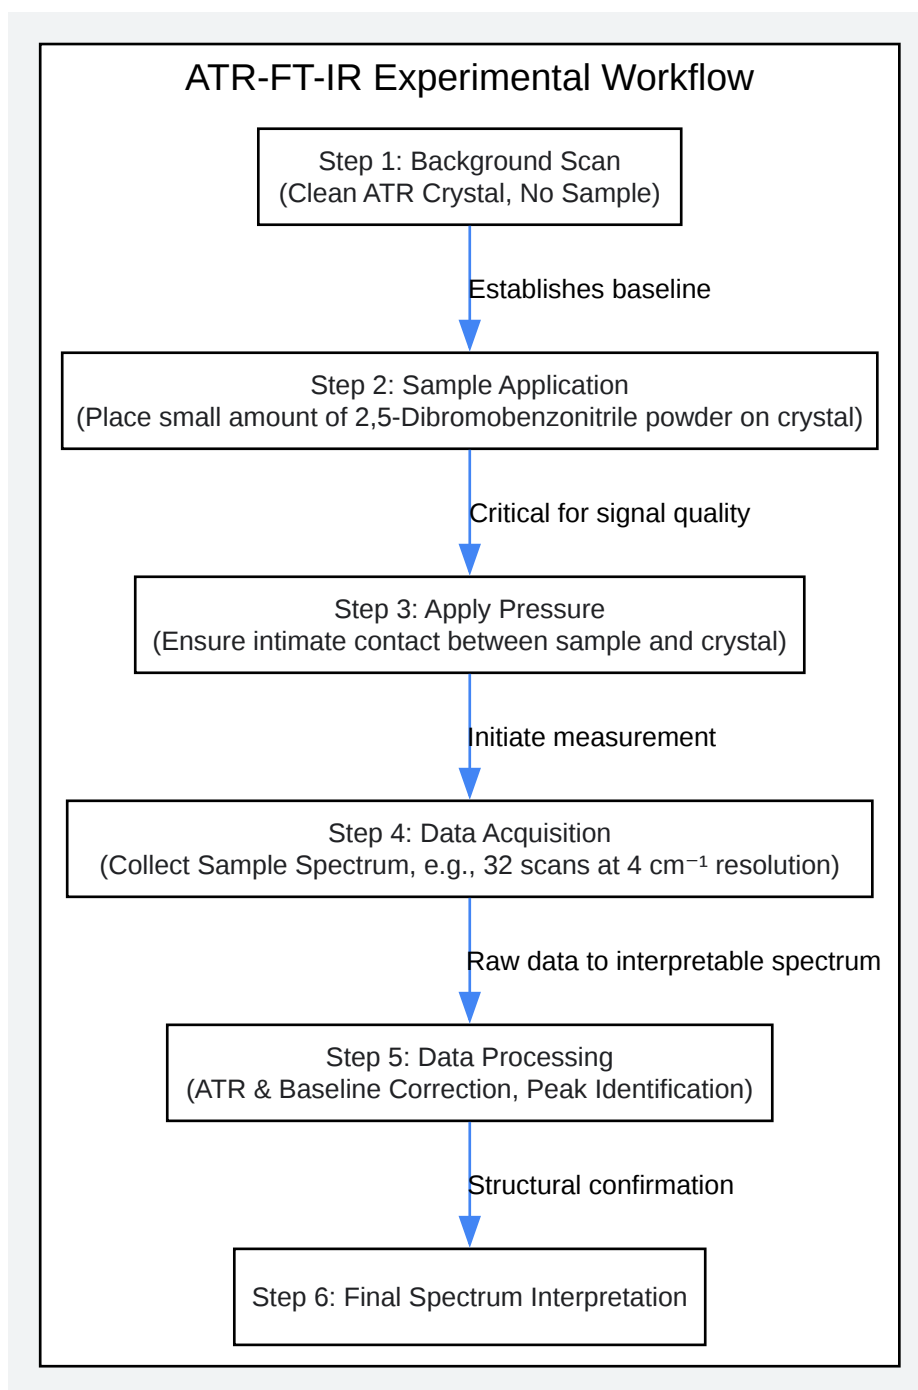 ATR-FT-IR Experimental Workflow
Step 1: Background Scan
(Clean ATR Crystal, No Sample)
Establishes baseline
Step 2: Sample Application
(Place small amount of 2,5-Dibromobenzonitrile powder on crystal)
Critical for signal quality
Step 3: Apply Pressure
(Ensure intimate contact between sample and crystal)
Initiate measurement
Step 4: Data Acquisition
(Collect Sample Spectrum, e.g., 32 scans at 4 cm⁻¹ resolution)
Raw data to interpretable spectrum
Step 5: Data Processing
(ATR & Baseline Correction, Peak Identification)
Structural confirmation
Step 6: Final Spectrum Interpretation